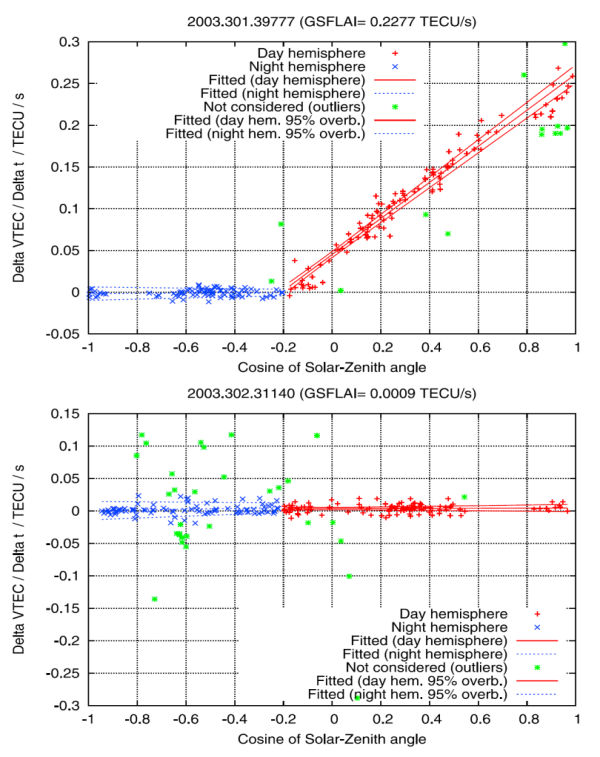 2003.301.39777 (GSFLAI= 0.2277 TECU/s)
0.3
0.25
0.2
0.15
0.1
0.05
0
-0.05
Delta VTEC / Delta t / TECU / s
Day hemisphere
Night hemisphere
Fitted (day hemisphere)
Fitted (night hemisphere)
Not considered (outliers)
Fitted (day hem. 95% overb.)
Fitted (night hem. 95% overb.)
-1 -0.8 -0.6 -0.4 -0.2 0 0.2 0.4 0.6 0.8 1
Cosine of Solar-Zenith angle
2003.302.31140 (GSFLAI= 0.0009 TECU/s)
0.15
0.1
0.05
0
-0.05
-0.1
-0.15
-0.2
-0.25
-0.3
Delta VTEC / Delta t / TECU / s
Day hemisphere
Night hemisphere
Fitted (day hemisphere)
Fitted (night hemisphere)
Not considered (outliers)
Fitted (day hem. 95% overb.)
Fitted (night hem. 95% overb.)
-1 -0.8 -0.6 -0.4 -0.2 0 0.2 0.4 0.6 0.8 1
Cosine of Solar-Zenith angle